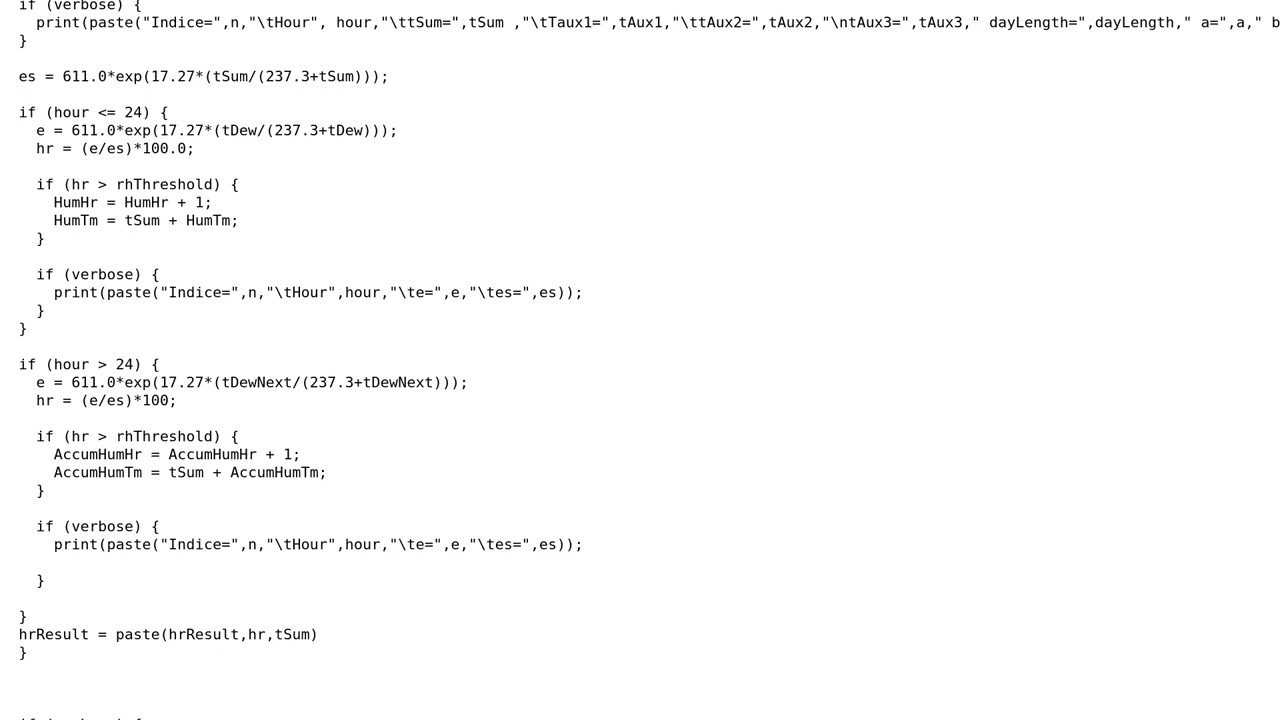 if (verbose) {
print(paste("Indice=",n,"\tHour", hour,"\ttSum=",tSum ,"\tTaux1=",tAux1,"\ttAux2=",tAux2,"\ntAux3=",tAux3," dayLength=",dayLength," a=",a," b
}
es = 611.0*exp(17.27*(tSum/(237.3+tSum)));
if (hour <= 24) {
e = 611.0*exp(17.27*(tDew/(237.3+tDew)));
hr = (e/es)*100.0;
if (hr > rhThreshold) {
HumHr = HumHr + 1;
HumTm = tSum + HumTm;
}
if (verbose) {
print(paste("Indice=",n,"\tHour",hour,"\te=",e,"\tes=",es));
}
}
if (hour > 24) {
e = 611.0*exp(17.27*(tDewNext/(237.3+tDewNext)));
hr = (e/es)*100;
if (hr > rhThreshold) {
AccumHumHr = AccumHumHr + 1;
AccumHumTm = tSum + AccumHumTm;
}
if (verbose) {
print(paste("Indice=",n,"\tHour",hour,"\te=",e,"\tes=",es));
}
}
hrResult = paste(hrResult,hr,tSum)
}